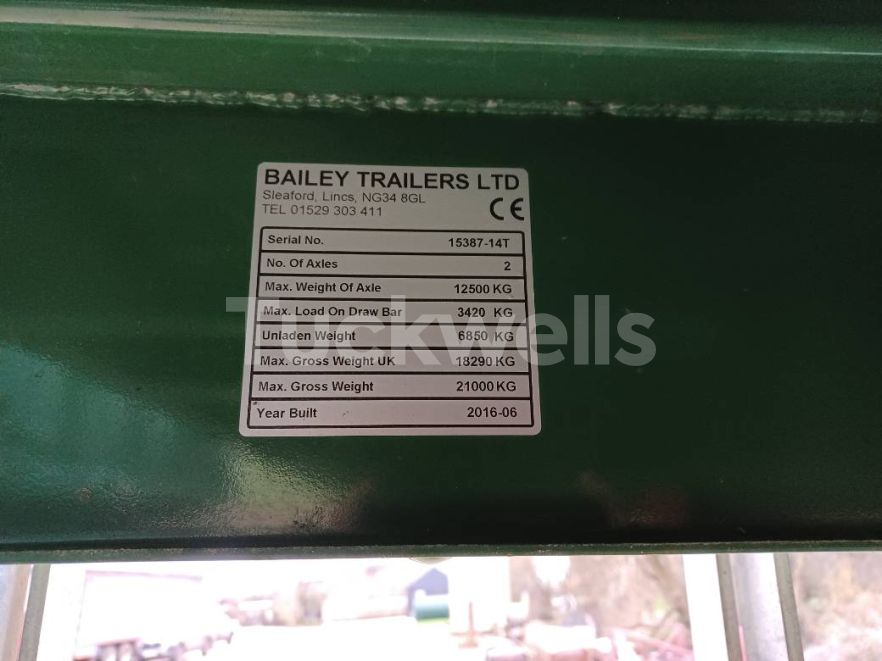 BAILEY TRAILERS LTD
Sleaford, Lincs, NG34 8GL
TEL 01529 303 411
CE
Serial No. 15387-14T
No. Of Axles 2
Max. Weight Of Axle 12500 KG
Max. Load On Draw Bar 3420 KG
Unladen Weight 6850 KG
Max. Gross Weight UK 18290 KG
Max. Gross Weight 21000 KG
Year Built 2016-06
Tuckwells